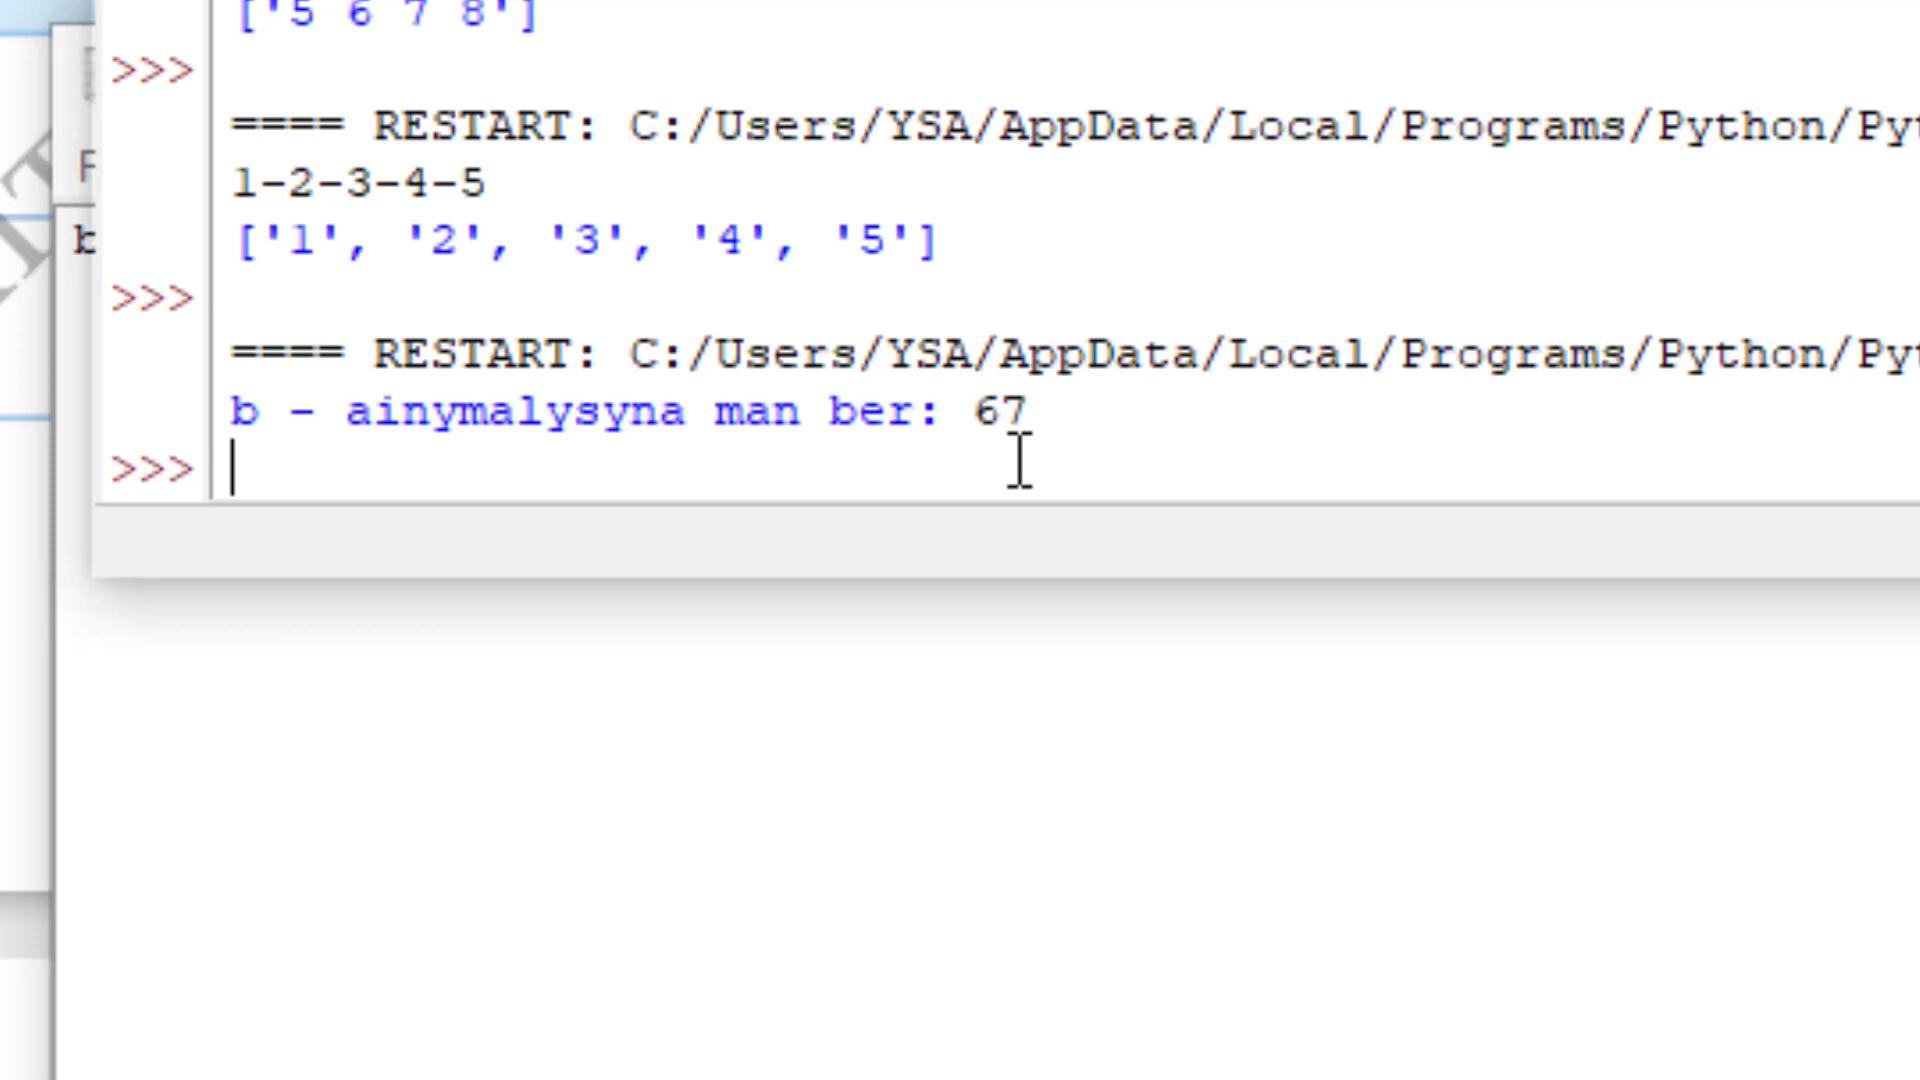 ['5 6 7 8']
>>>
==== RESTART: C:/Users/YSA/AppData/Local/Programs/Python/Pyt
1-2-3-4-5
['1', '2', '3', '4', '5']
>>>
==== RESTART: C:/Users/YSA/AppData/Local/Programs/Python/Pyt
b - ainymalysyna man ber: 67
>>>
b